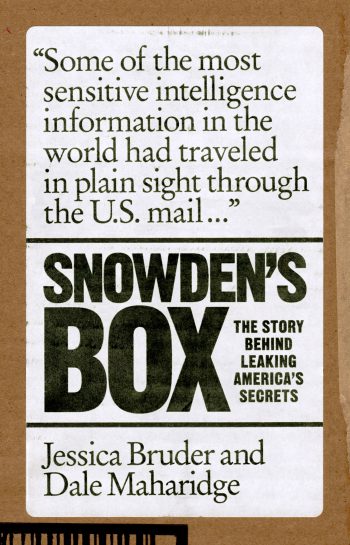 “Some of the most
sensitive intelligence
information in the
world had traveled
in plain sight through
the U.S. mail...”
SNOWDEN’S
BOX
THE STORY
BEHIND
LEAKING
AMERICA’S
SECRETS
Jessica Bruder and
Dale Maharidge